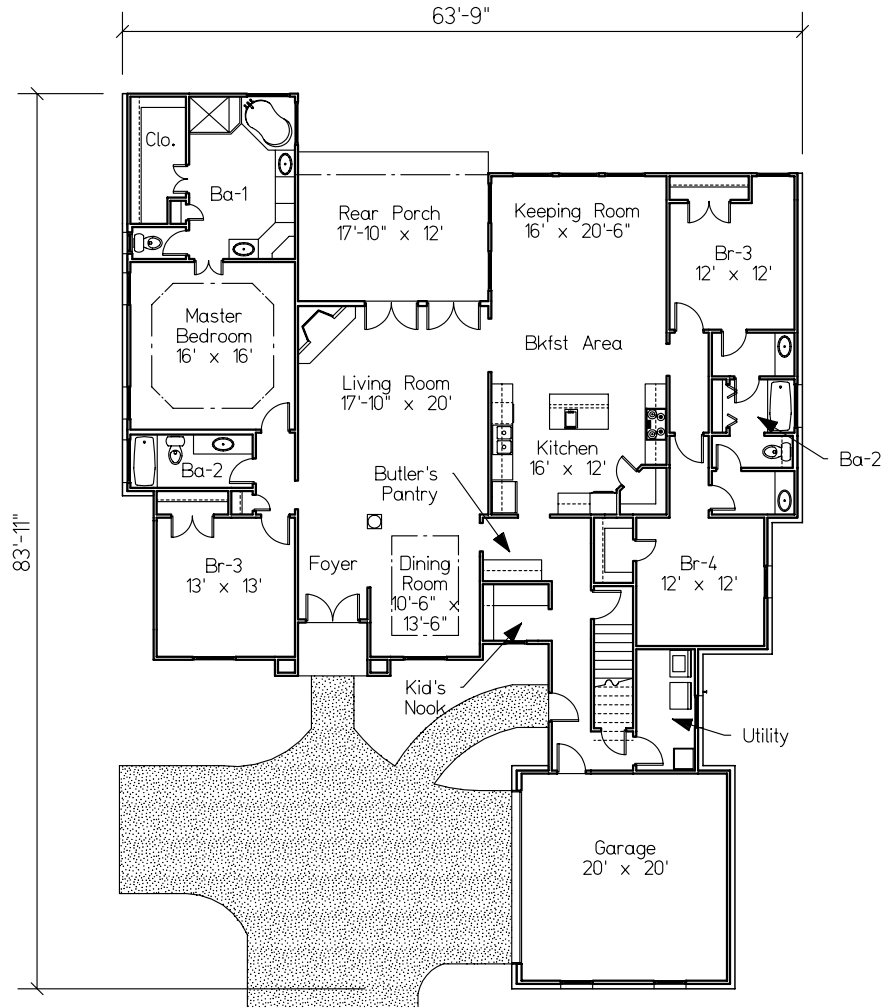 63'-9"
Clo.
Ba-1
Rear Porch
17'-10" x 12'
Keeping Room
16' x 20'-6"
Br-3
12' x 12'
Master
Bedroom
16' x 16'
Bkfst Area
Living Room
17'-10" x 20'
Kitchen
16' x 12'
Ba-2
Ba-2
Butler's
Pantry
83'-11"
Br-3
13' x 13'
Foyer
Dining
Room
10'-6" x
13'-6"
Br-4
12' x 12'
Kid's
Nook
Utility
Garage
20' x 20'